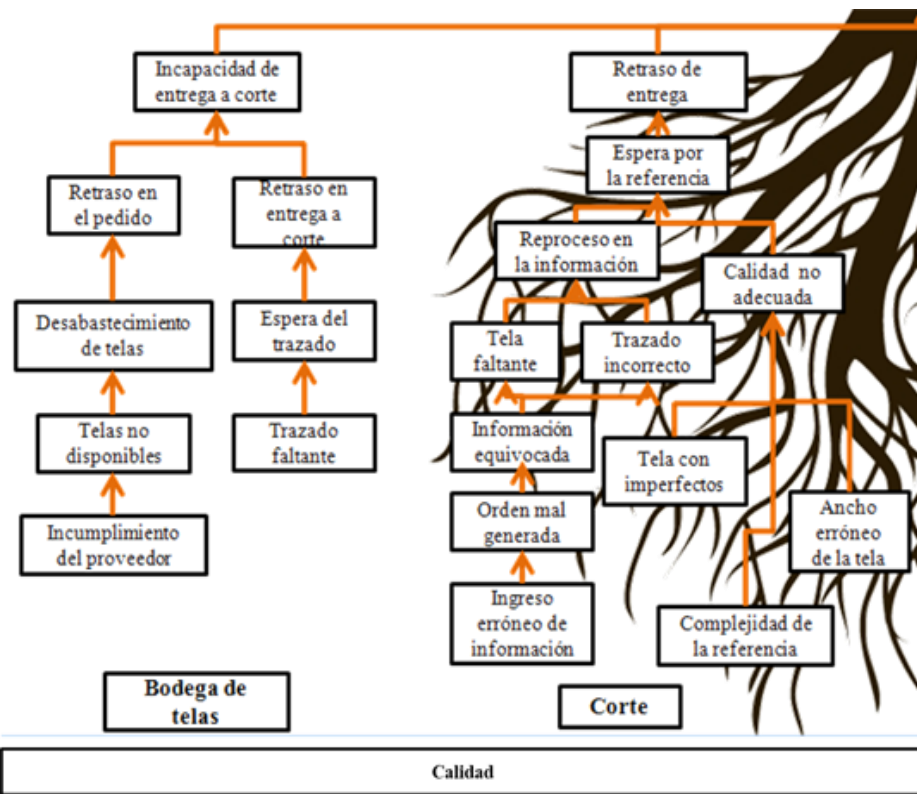 Incapacidad de
entrega a corte
Retraso en
el pedido
Retraso en
entrega a
corte
Desabastecimiento
de telas
Espera del
trazado
Telas no
disponibles
Trazado
faltante
Incumplimiento
del proveedor
Bodega de
telas
Retraso de
entrega
Espera por
la referencia
Reproceso en
la información
Calidad no
adecuada
Tela
faltante
Trazado
incorrecto
Información
equivocada
Tela con
imperfectos
Orden mal
generada
Ancho
erróneo
de la tela
Ingreso
erróneo de
información
Complejidad de
la referencia
Corte
Calidad